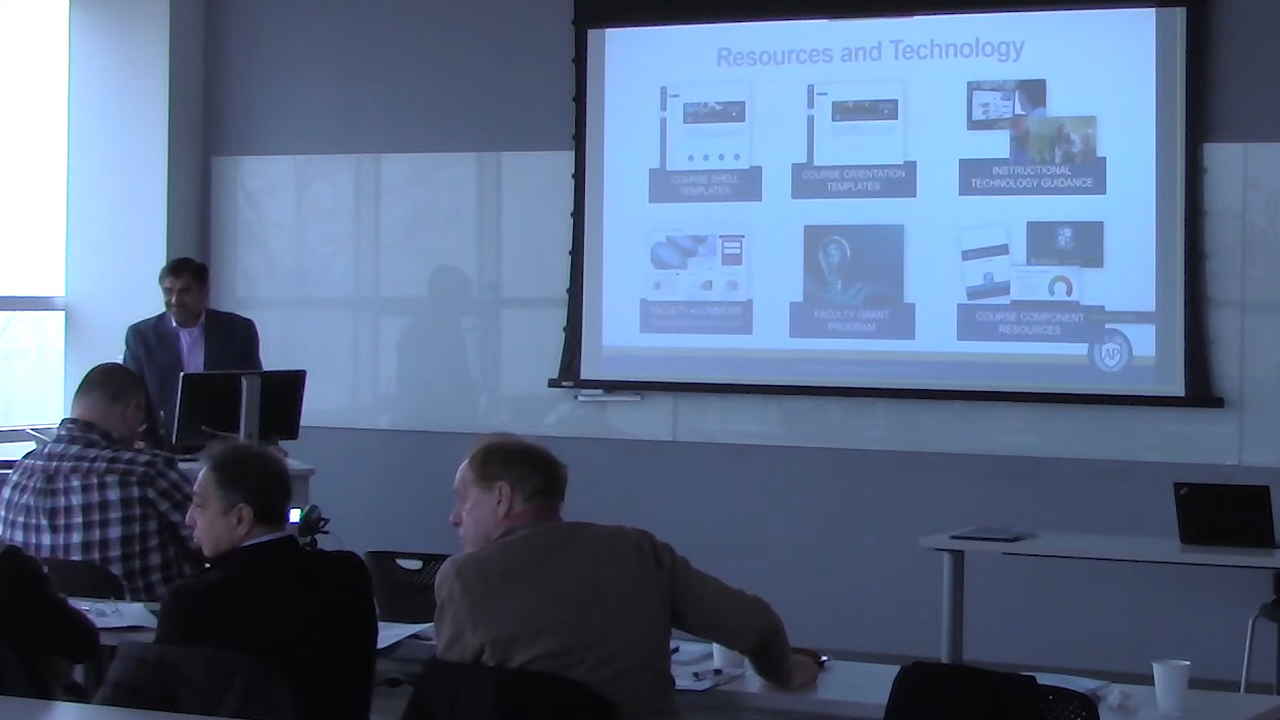 Resources and Technology
COURSE SHELL
TEMPLATES
COURSE ORIENTATION
TEMPLATES
INSTRUCTIONAL
TECHNOLOGY GUIDANCE
FACULTY
FACULTY GRANT
PROGRAM
COURSE COMPONENT
RESOURCES
AP